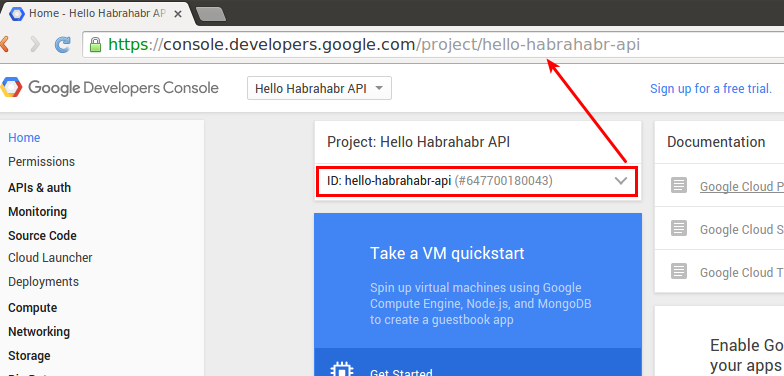 Home - Hello Habrahabr AP
https://console.developers.google.com/project/hello-habrahabr-api
Google Developers Console
Hello Habrahabr API
Sign up for a free trial.
Home
Permissions
APIs & auth
Monitoring
Source Code
Cloud Launcher
Deployments
Compute
Networking
Storage
Project: Hello Habrahabr API
ID: hello-habrahabr-api (#647700180043)
Take a VM quickstart
Spin up virtual machines using Google
Compute Engine, Node.js, and MongoDB
to create a guestbook app
Get Started
Documentation
Google Cloud P
Google Cloud S
Google Cloud T
Enable Go
your apps